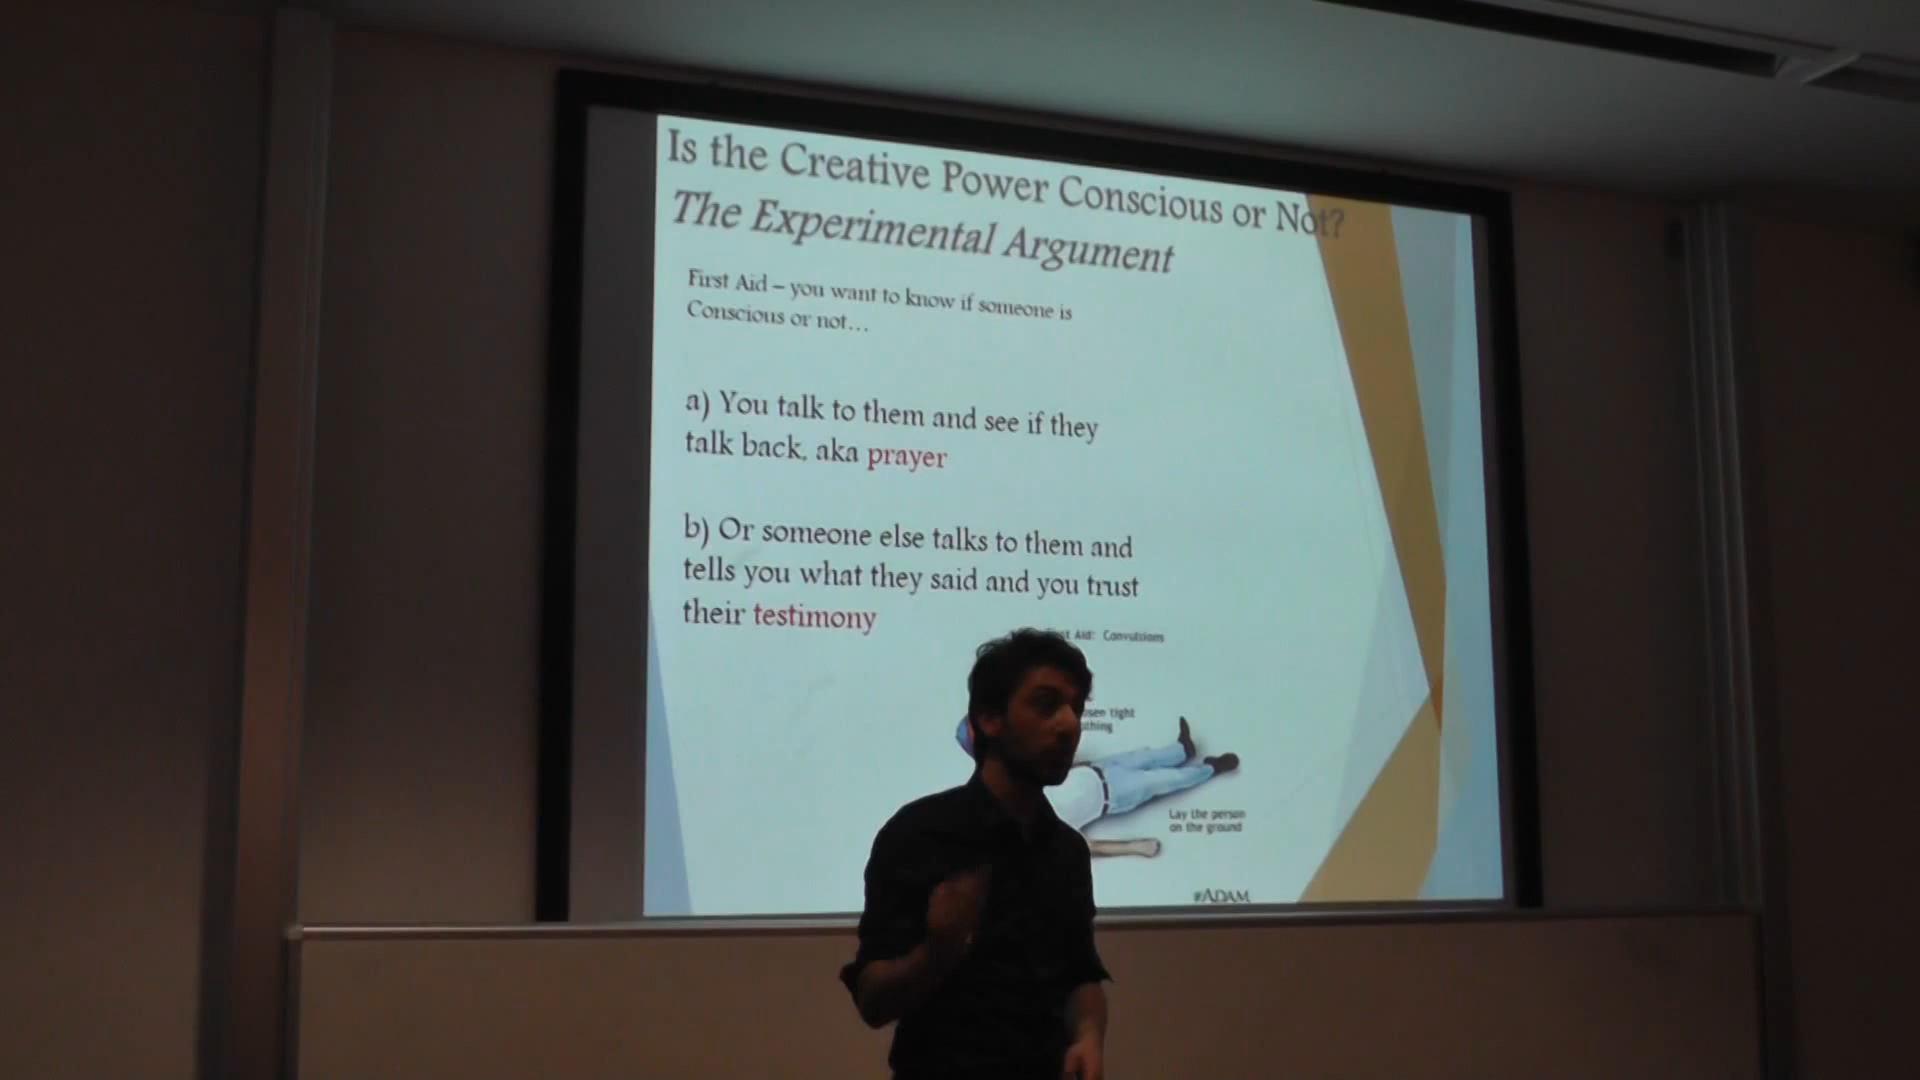 Is the Creative Power Conscious or Not?
The Experimental Argument
First Aid – you want to know if someone is
Conscious or not...
a) You talk to them and see if they
talk back, aka prayer
b) Or someone else talks to them and
tells you what they said and you trust
their testimony
Aid: Convulsions
tight
Lay the person
on the ground
ADAM